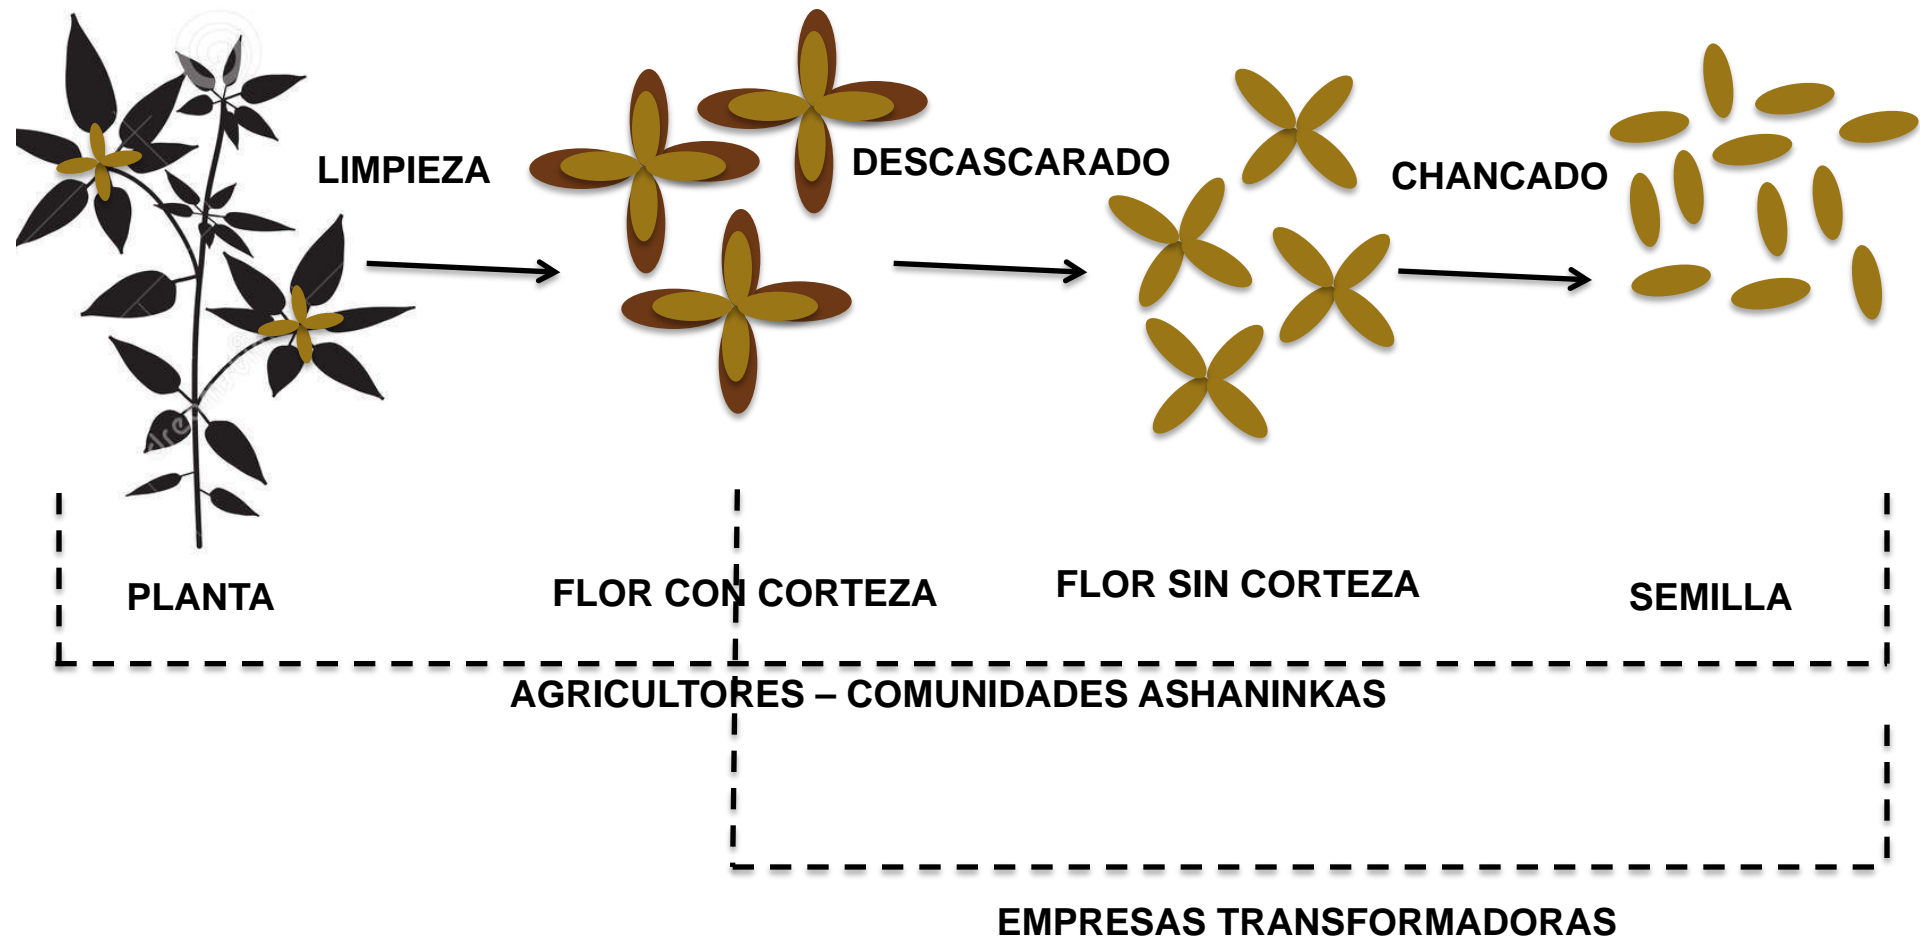 LIMPIEZA
DESCASCARADO
CHANCADO
PLANTA
FLOR CON CORTEZA
FLOR SIN CORTEZA
SEMILLA
AGRICULTORES – COMUNIDADES ASHANINKAS
EMPRESAS TRANSFORMADORAS